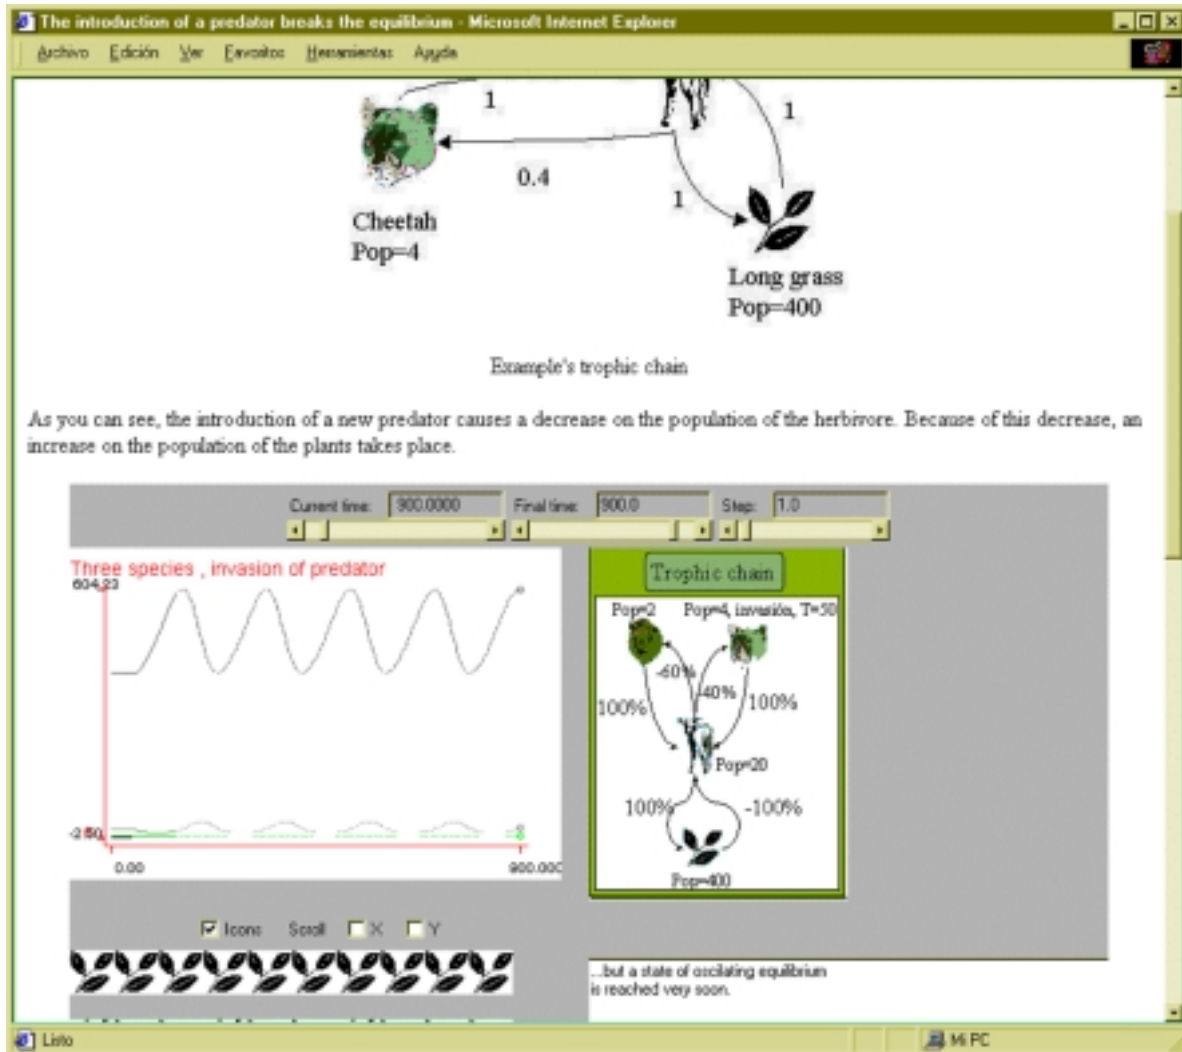 The introduction of a predator breaks the equilibrium - Microsoft Internet Explorer
Archivo Edición Ver Favoritos Herramientas Ayuda
1
1
0.4
1
Cheetah
Pop=4
Long grass
Pop=400
Example's trophic chain
As you can see, the introduction of a new predator causes a decrease on the population of the herbivore. Because of this decrease, an
increase on the population of the plants takes place.
Current time: 900.0000 Final time: 900.0 Step: 1.0
Three species , invasion of predator
604.23
0.00
900.000
Trophic chain
Pop=2 Pop=4, invasión, T=50
-60%
-40%
100%
100%
Pop=20
100%
-100%
Pop=400
Icons Scroll X Y
...but a state of oscilating equilibrium
is reached very soon.
Listo
Mi PC